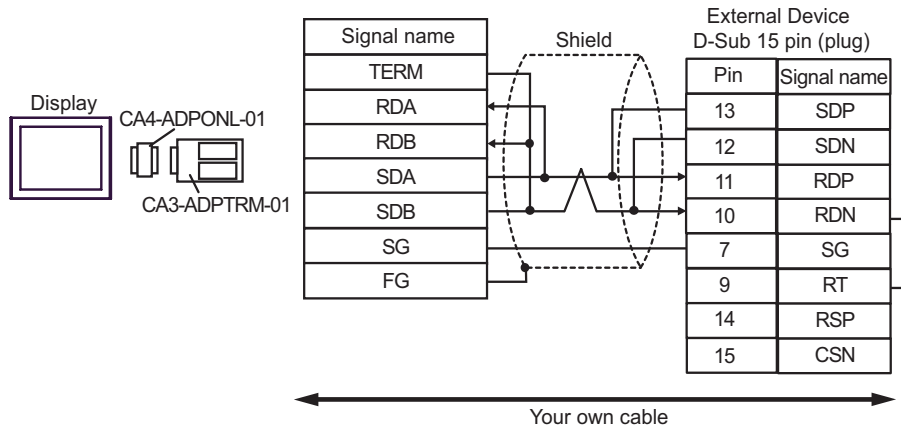 Display
CA4-ADPONL-01
CA3-ADPTRM-01
Signal name
TERM
RDA
RDB
SDA
SDB
SG
FG
Shield
External Device
D-Sub 15 pin (plug)
Pin Signal name
13 SDP
12 SDN
11 RDP
10 RDN
7 SG
9 RT
14 RSP
15 CSN
Your own cable